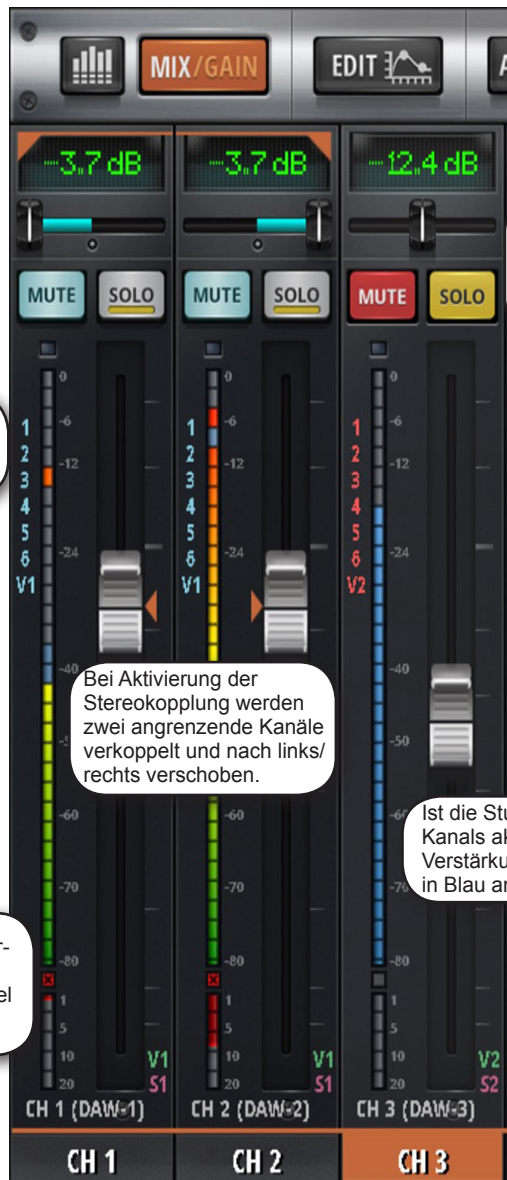 MIX/GAIN EDIT
-3.7 dB -3.7 dB -12.4 dB
MUTE SOLO MUTE SOLO MUTE SOLO
0 0 0
-6 -6 -6
-12 -12 -12
-24 -24 -24
-40 -40
-50
-60 -60
-70 -70
-80 -80 -80
1
2
3
4
5
6
V1
1
2
3
4
5
6
V1
1
2
3
4
5
6
V2
Bei Aktivierung der
Stereokopplung werden
zwei angrenzende Kanäle
verkoppelt und nach links/
rechts verschoben.
Ist die
Kanals
in Blau
1 1 1
5 5 5
10 V1 10 V1 10 V2
20 S1 20 S1 20 S2
CH 1 (DAW-1) CH 2 (DAW-2) CH 3 (DAW-3)
CH 1 CH 2 CH 3